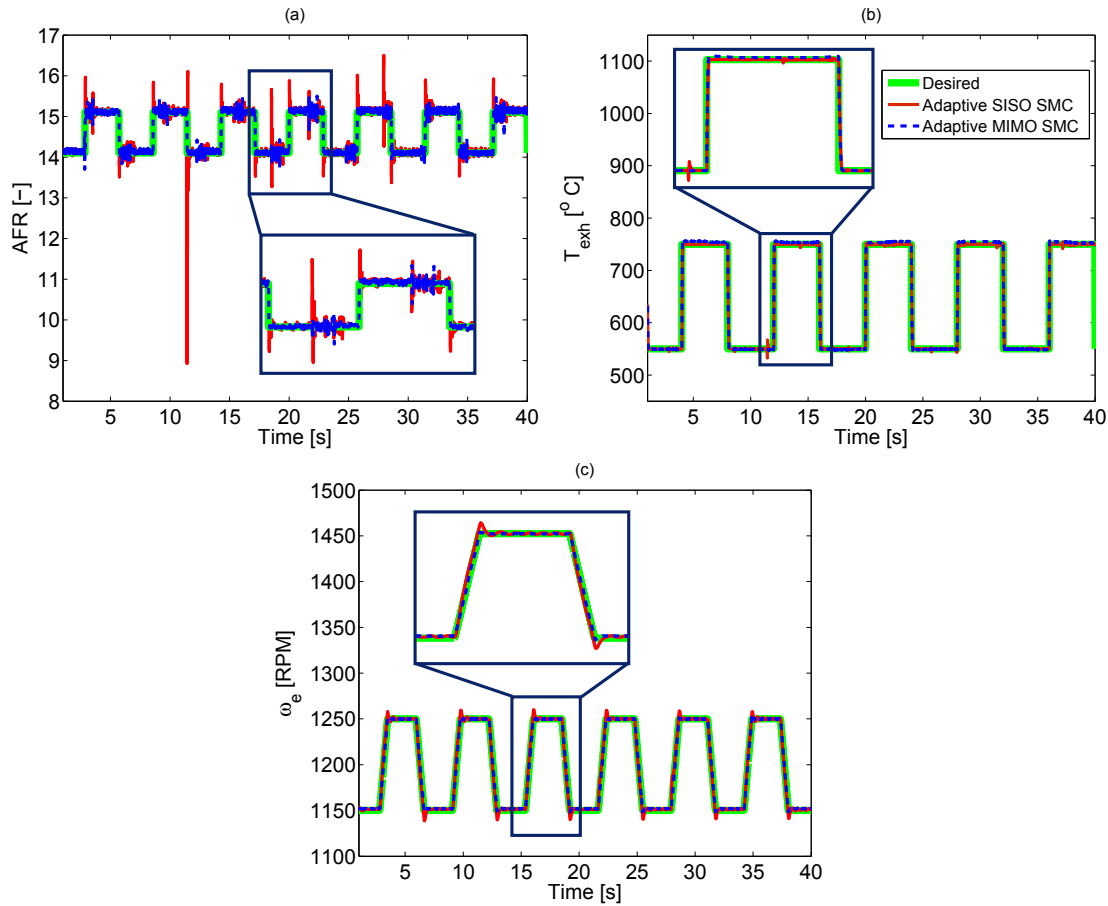 (a)
17
16
15
14
13
12
11
10
9
8
AFR [–]
5 10 15 20 25 30 35 40
Time [s]
(b)
1100
1000
900
800
700
600
500
T_exh [° C]
5 10 15 20 25 30 35 40
Time [s]
Desired
Adaptive SISO SMC
Adaptive MIMO SMC
(c)
1500
1450
1400
1350
1300
1250
1200
1150
1100
ω_e [RPM]
5 10 15 20 25 30 35 40
Time [s]